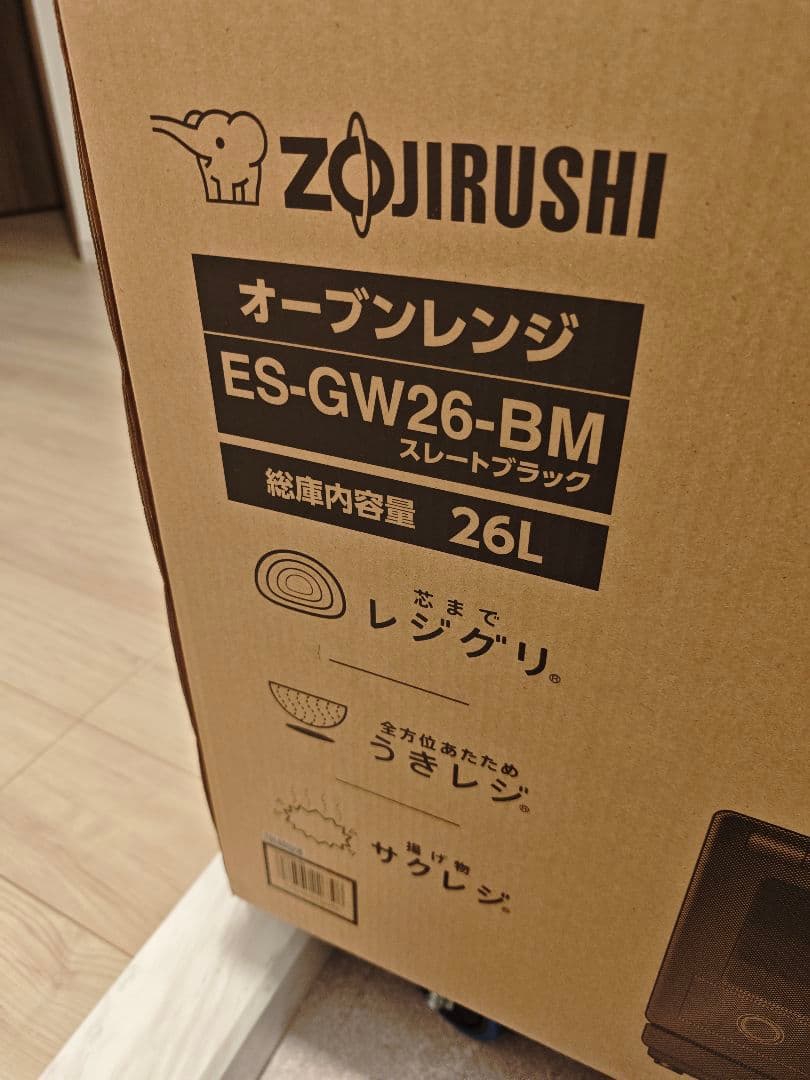 ZOJIRUSHI
オーブンレンジ
ES-GW26-BM
スレートブラック
総庫内容量 26L
芯まで
レジグリ®
全方位あたため
うきレジ®
揚げ物
サクレジ®